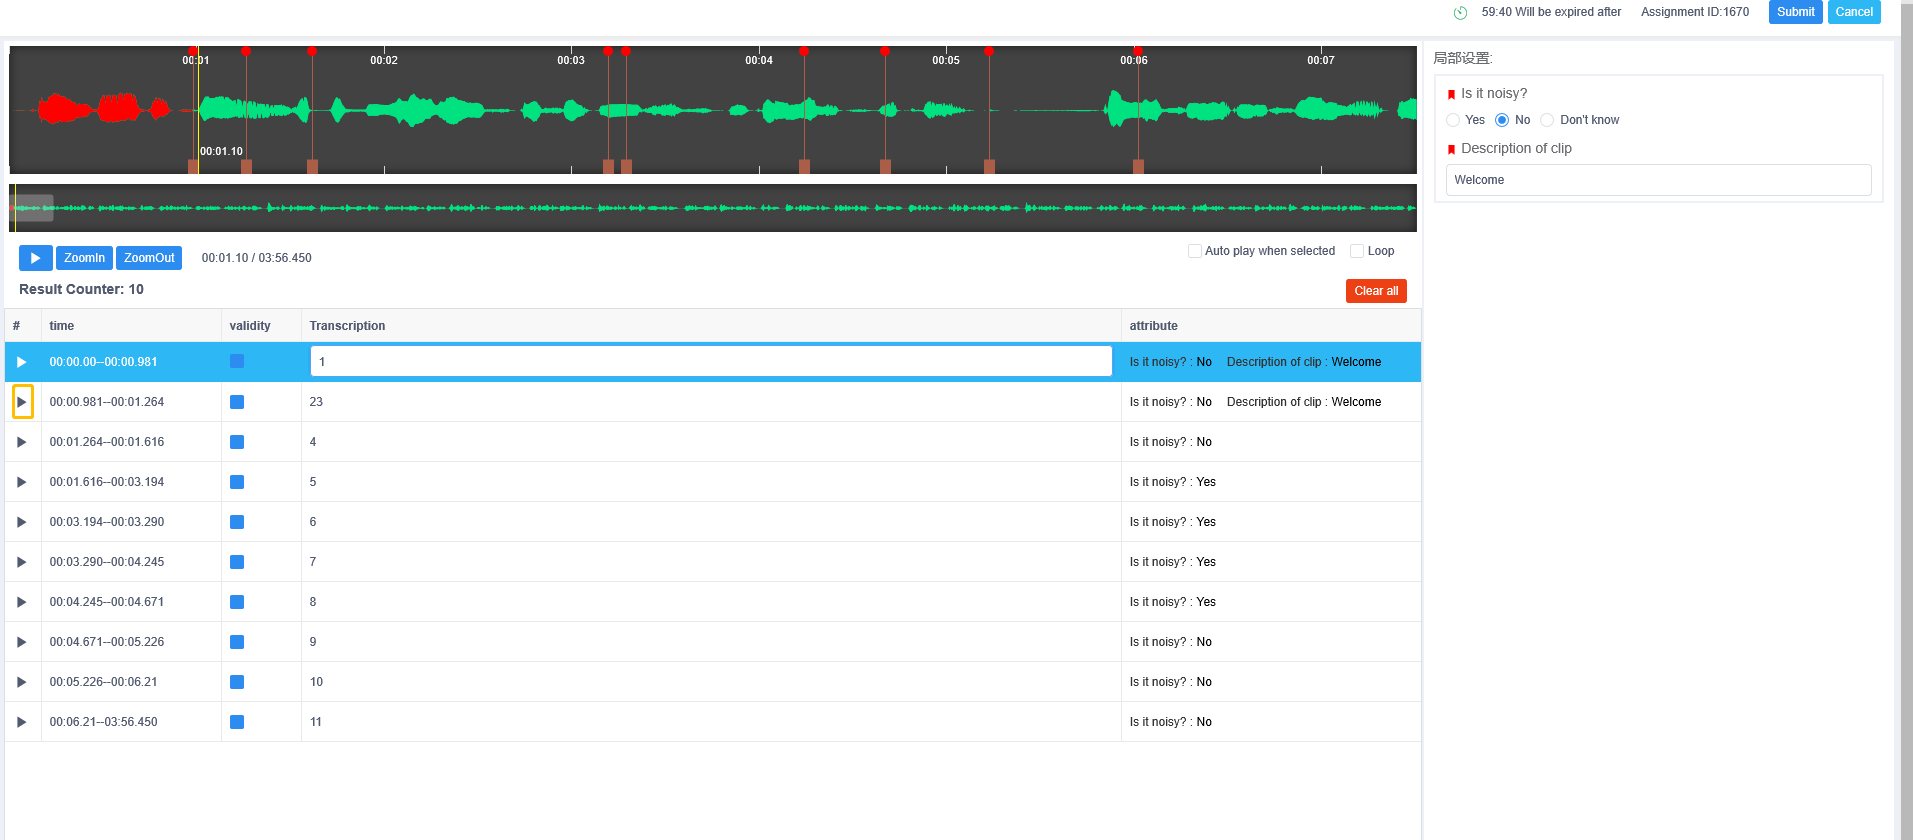 59:40 Will be expired after Assignment ID:1670 Submit Cancel
00:01 00:02 00:03 00:04 00:05 00:06 00:07
00:01.10
ZoomIn ZoomOut 00:01.10 / 03:56.450 Auto play when selected Loop
Result Counter: 10 Clear all
# time validity Transcription attribute
00:00.00--00:00.981 1 Is it noisy? : No Description of clip : Welcome
00:00.981--00:01.264 23 Is it noisy? : No Description of clip : Welcome
00:01.264--00:01.616 4 Is it noisy? : No
00:01.616--00:03.194 5 Is it noisy? : Yes
00:03.194--00:03.290 6 Is it noisy? : Yes
00:03.290--00:04.245 7 Is it noisy? : Yes
00:04.245--00:04.671 8 Is it noisy? : Yes
00:04.671--00:05.226 9 Is it noisy? : No
00:05.226--00:06.21 10 Is it noisy? : No
00:06.21--03:56.450 11 Is it noisy? : No
局部设置:
Is it noisy?
Yes No Don't know
Description of clip
Welcome